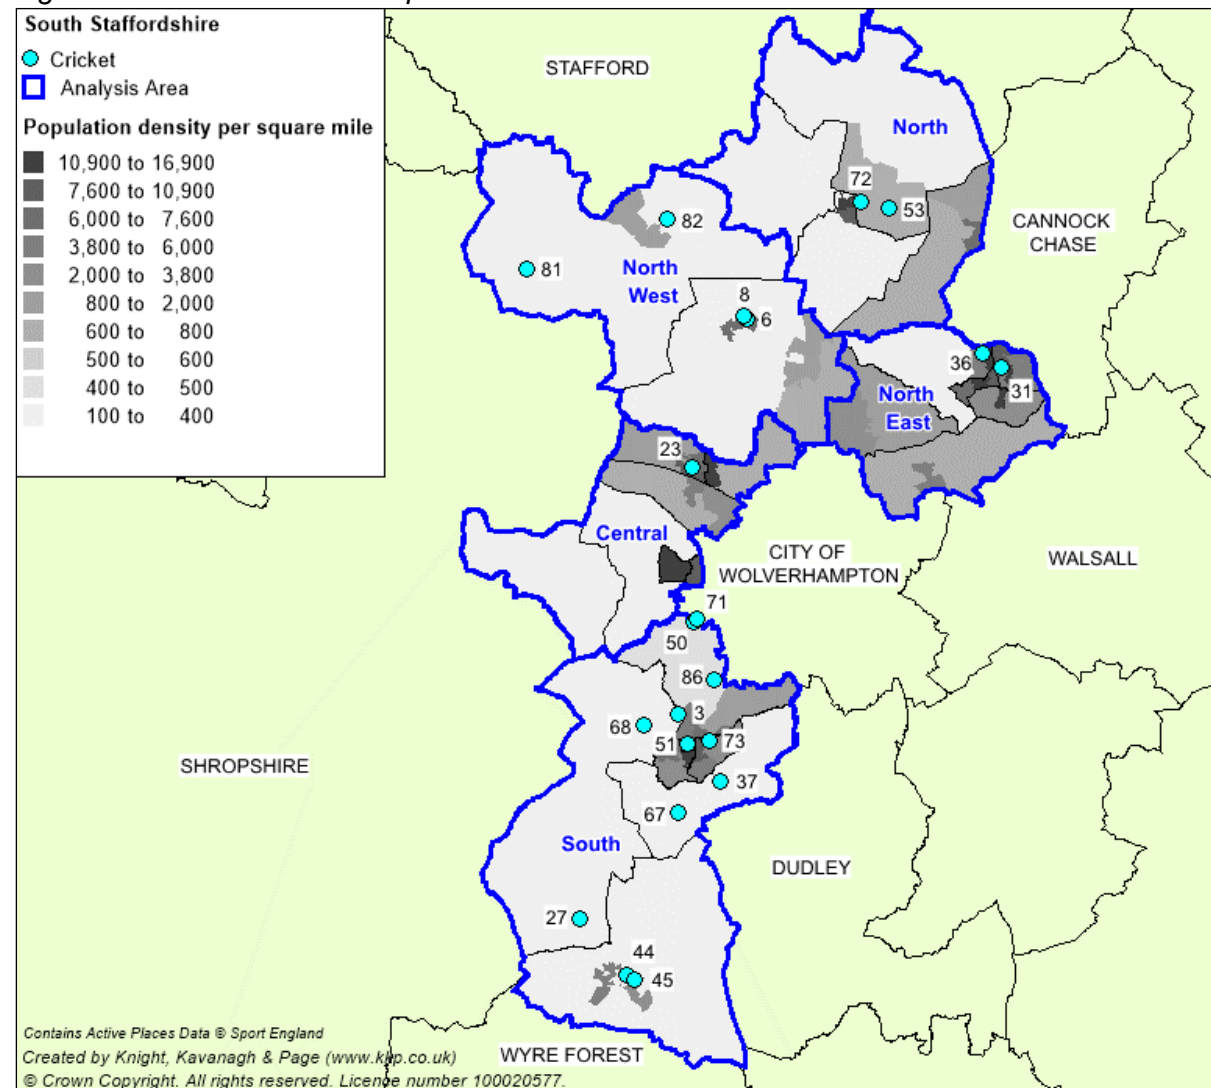 South Staffordshire
Cricket
Analysis Area
Population density per square mile
10,900 to 16,900
7,600 to 10,900
6,000 to 7,600
3,800 to 6,000
2,000 to 3,800
800 to 2,000
600 to 800
500 to 600
400 to 500
100 to 400
STAFFORD
North
72
53
CANNOCK
CHASE
82
81
North
West
8
6
36
31
North
East
23
Central
CITY OF
WOLVERHAMPTON
WALSALL
71
50
86
3
68
51
73
37
67
SHROPSHIRE
South
DUDLEY
27
44
45
Contains Active Places Data © Sport England
Created by Knight, Kavanagh & Page (www.kkp.co.uk)
WYRE FOREST
© Crown Copyright. All rights reserved. Licence number 100020577.